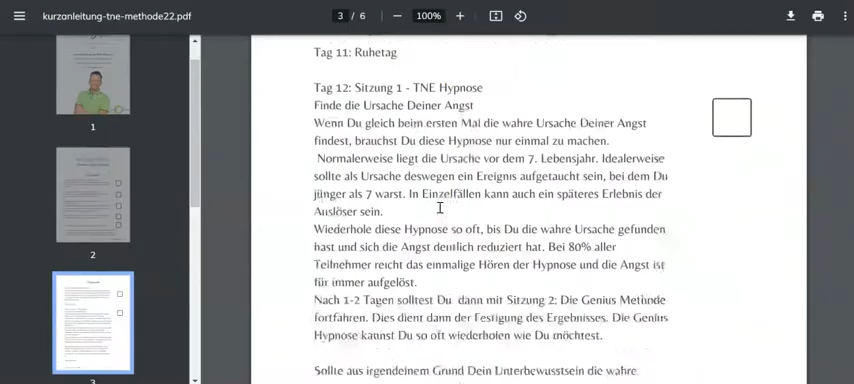 kurzanleitung-tne-methode22.pdf
3 / 6
100%
Tag 11: Ruhetag
Tag 12: Sitzung 1 - TNE Hypnose
Finde die Ursache Deiner Angst
Wenn Du gleich beim ersten Mal die wahre Ursache Deiner Angst
findest, brauchst Du diese Hypnose nur einmal zu machen.
Normalerweise liegt die Ursache vor dem 7. Lebensjahr. Idealerweise
sollte als Ursache deswegen ein Ereignis aufgetaucht sein, bei dem Du
jünger als 7 warst. In Einzelfällen kann auch ein späteres Erlebnis der
Auslöser sein.
Wiederhole diese Hypnose so oft, bis Du die wahre Ursache gefunden
hast und sich die Angst deutlich reduziert hat. Bei 80% aller
Teilnehmer reicht das einmalige Hören der Hypnose und die Angst ist
für immer aufgelöst.
Nach 1-2 Tagen solltest Du dann mit Sitzung 2: Die Genius Methode
fortfahren. Dies dient dann der Festigung des Ergebnisses. Die Genius
Hypnose kannst Du so oft wiederholen wie Du möchtest.
Sollte aus irgendeinem Grund Dein Unterbewusstsein die wahre
1
2
3